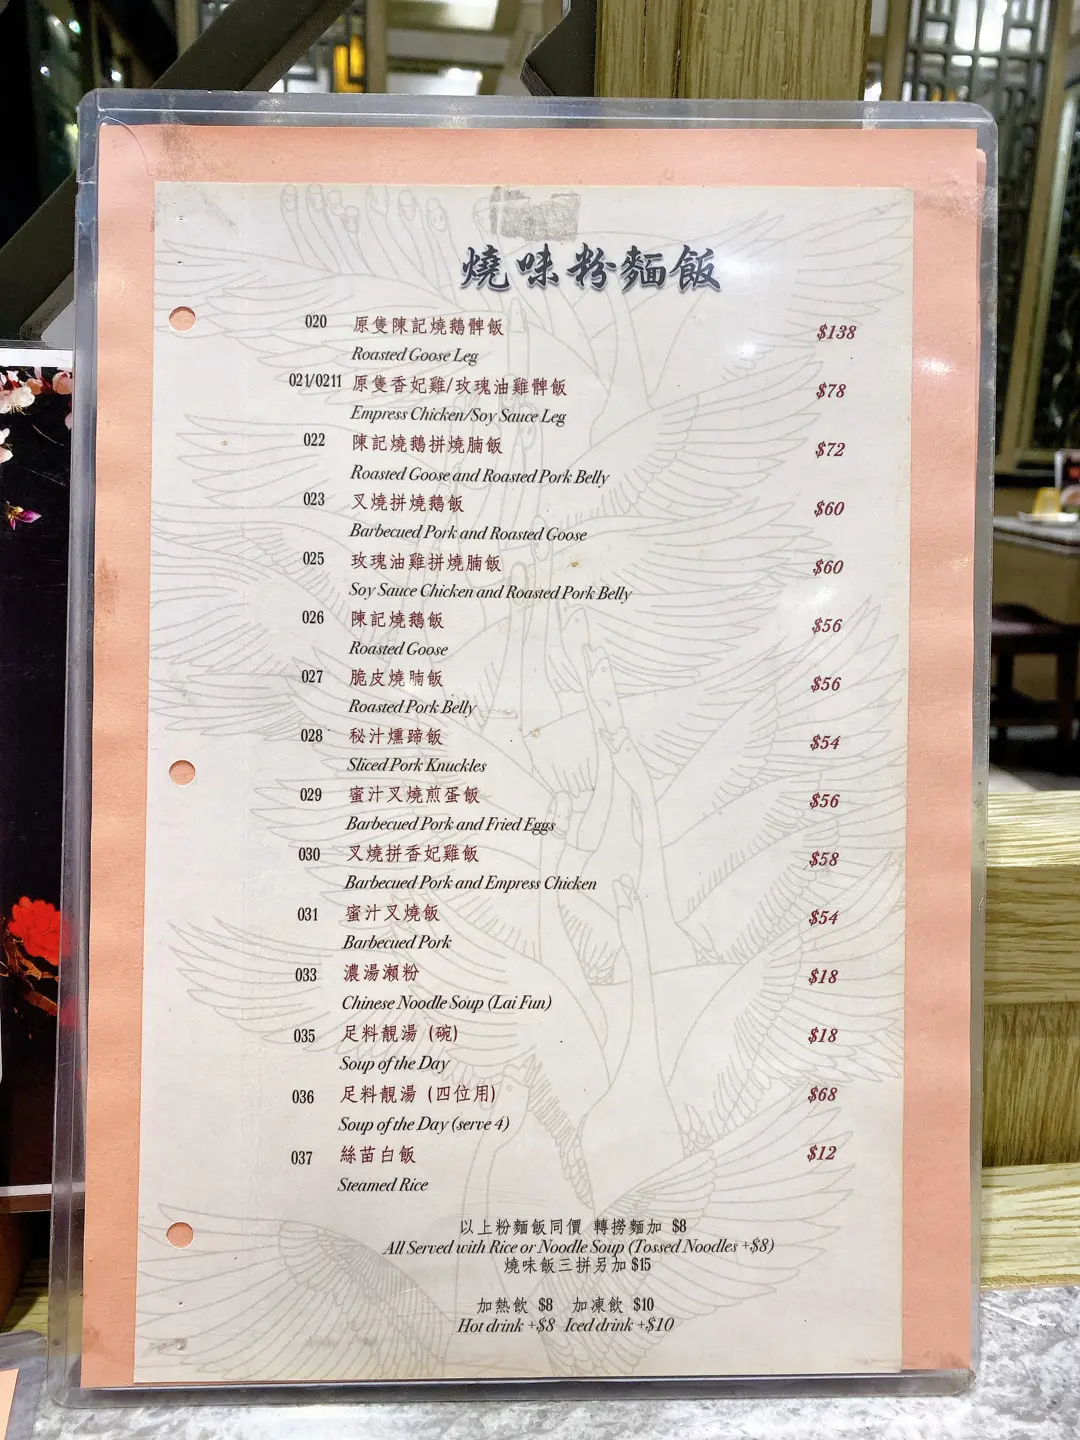 燒味粉麵飯
020 原隻陳記燒鵝髀飯 $138
Roasted Goose Leg
021/0211 原隻香妃雞/玫瑰油雞髀飯 $78
Empress Chicken/Soy Sauce Leg
022 陳記燒鵝拼燒腩飯 $72
Roasted Goose and Roasted Pork Belly
023 叉燒拼燒鵝飯 $60
Barbecued Pork and Roasted Goose
025 玫瑰油雞拼燒腩飯 $60
Soy Sauce Chicken and Roasted Pork Belly
026 陳記燒鵝飯 $56
Roasted Goose
027 脆皮燒腩飯 $56
Roasted Pork Belly
028 秘汁燻蹄飯 $54
Sliced Pork Knuckles
029 蜜汁叉燒煎蛋飯 $56
Barbecued Pork and Fried Eggs
030 叉燒拼香妃雞飯 $58
Barbecued Pork and Empress Chicken
031 蜜汁叉燒飯 $54
Barbecued Pork
033 濃湯瀨粉 $18
Chinese Noodle Soup (Lai Fun)
035 足料靚湯 (碗) $18
Soup of the Day
036 足料靚湯 (四位用) $68
Soup of the Day (serve 4)
037 絲苗白飯 $12
Steamed Rice
以上粉麵飯同價 轉撈麵加 $8
All Served with Rice or Noodle Soup (Tossed Noodles +$8)
燒味飯三拼另加 $15
加熱飲 $8 加凍飲 $10
Hot drink +$8 Iced drink +$10